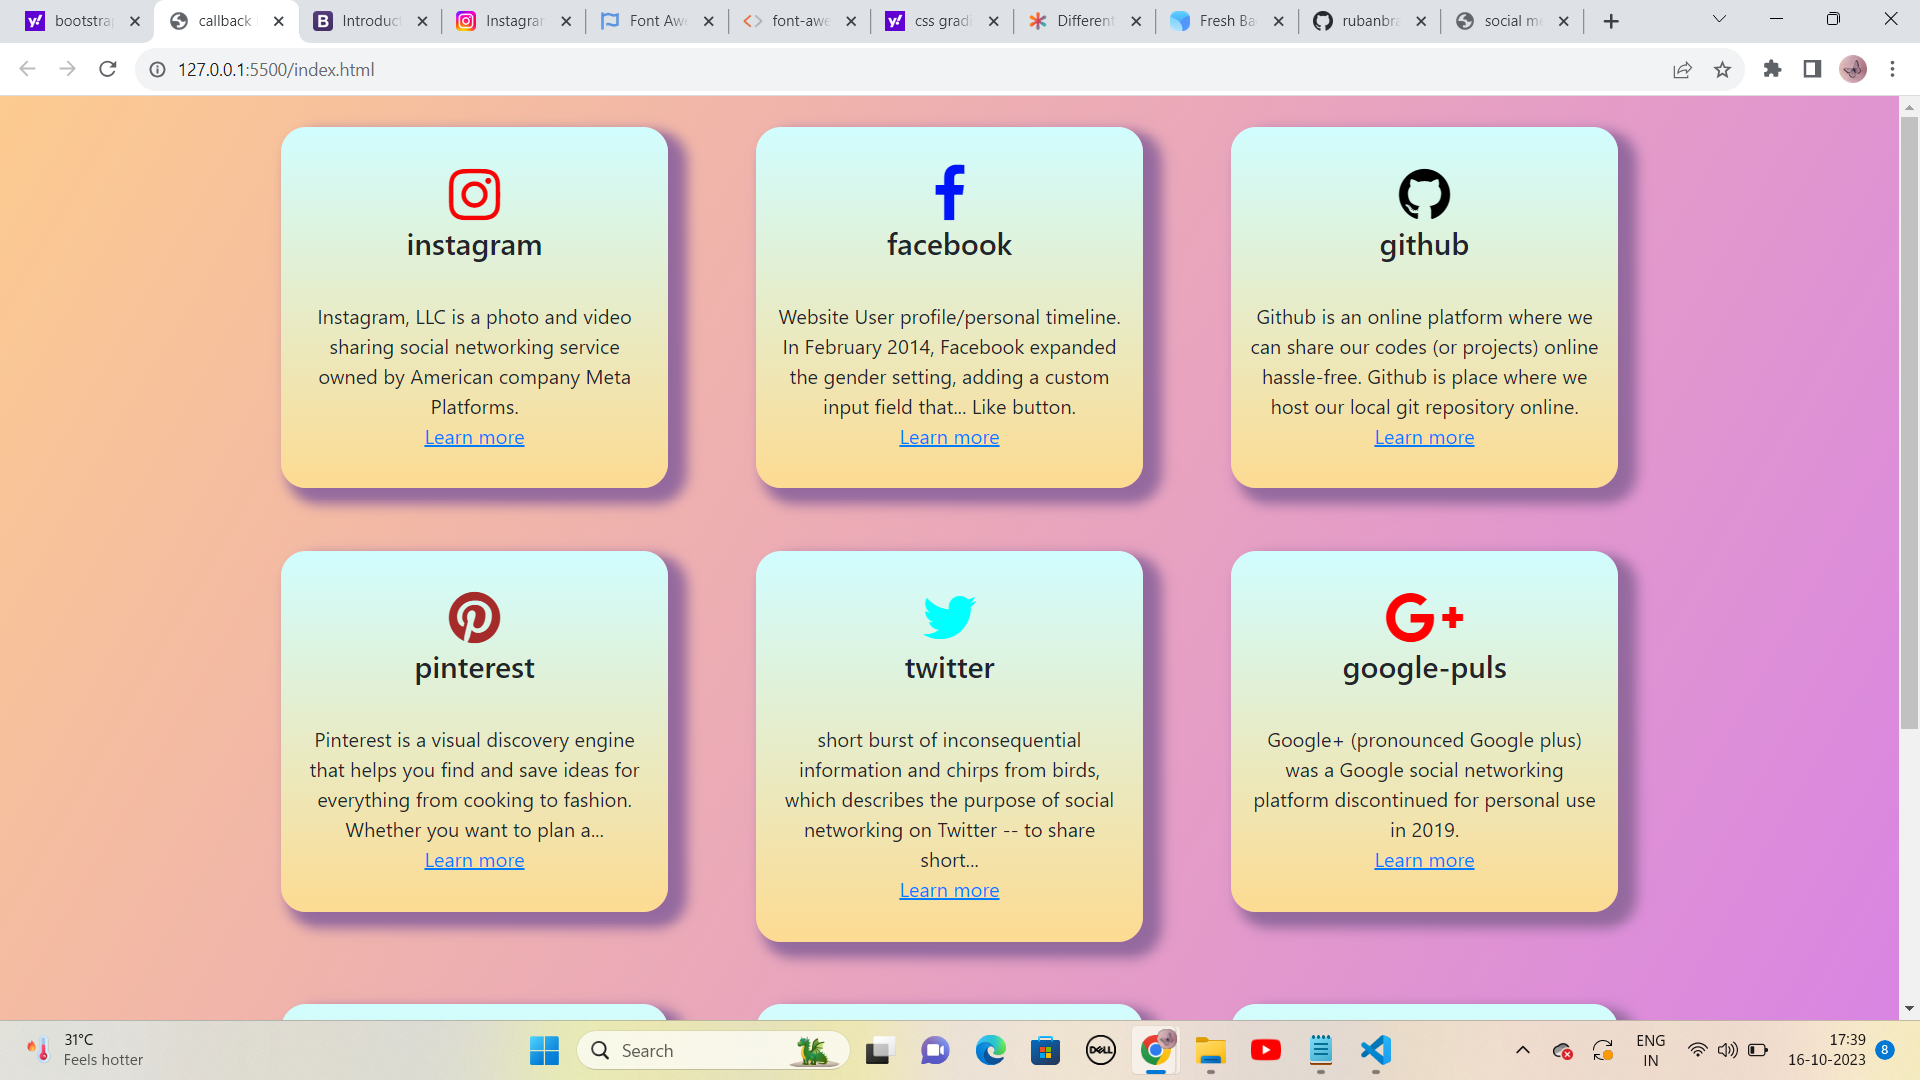 bootstrap
callback
Introduct
Instagram
Font Awe
font-awe
css gradi
Different
Fresh Ba
rubanbra
social me
127.0.0.1:5500/index.html
instagram
Instagram, LLC is a photo and video
sharing social networking service
owned by American company Meta
Platforms.
Learn more
facebook
Website User profile/personal timeline.
In February 2014, Facebook expanded
the gender setting, adding a custom
input field that... Like button.
Learn more
github
Github is an online platform where we
can share our codes (or projects) online
hassle-free. Github is place where we
host our local git repository online.
Learn more
pinterest
Pinterest is a visual discovery engine
that helps you find and save ideas for
everything from cooking to fashion.
Whether you want to plan a...
Learn more
twitter
short burst of inconsequential
information and chirps from birds,
which describes the purpose of social
networking on Twitter -- to share
short...
Learn more
G+
google-puls
Google+ (pronounced Google plus)
was a Google social networking
platform discontinued for personal use
in 2019.
Learn more
31°C
Feels hotter
Search
DELL
ENG
IN
17:39
16-10-2023
8